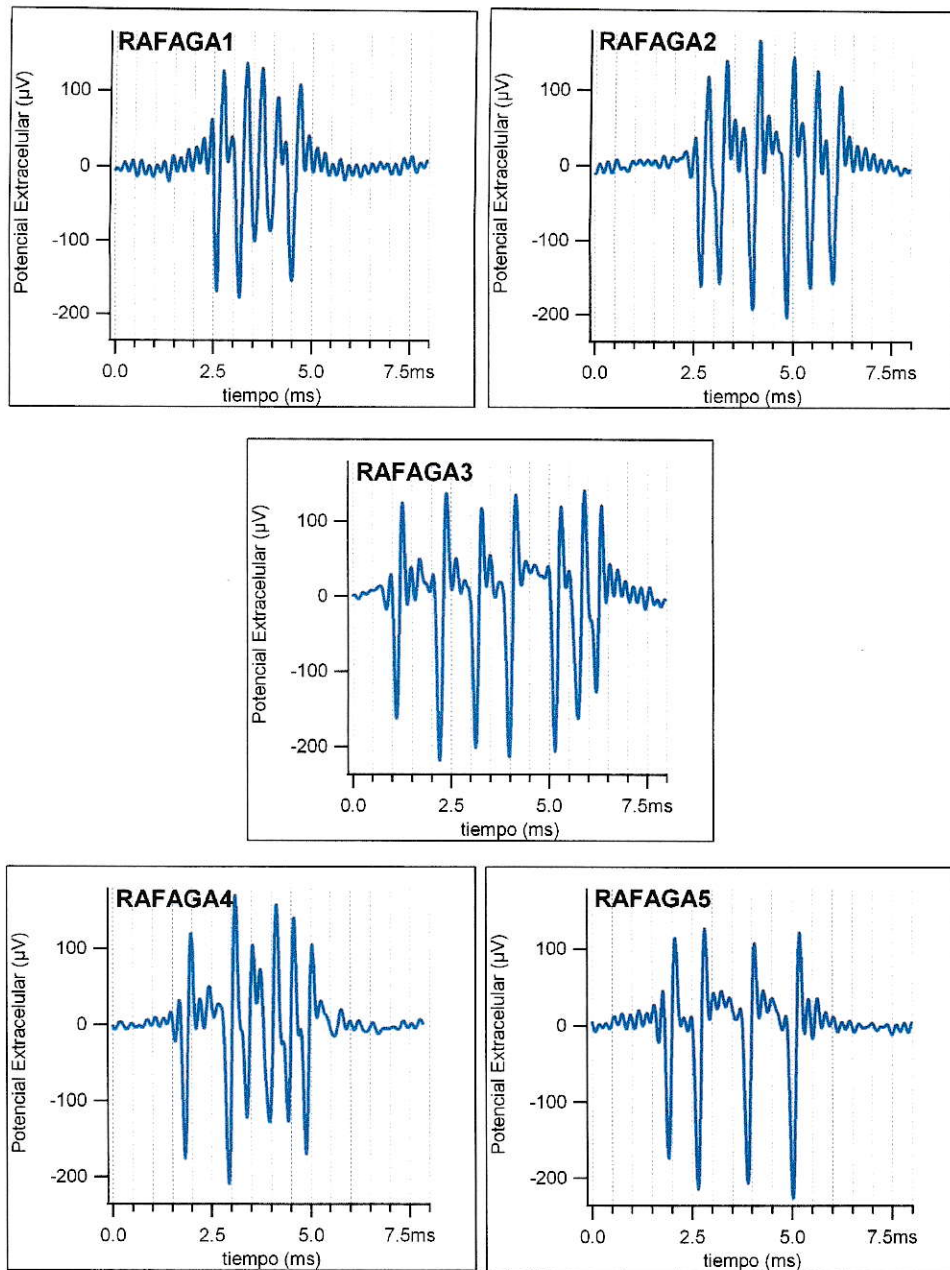 RAFAGA1
Potencial Extracelular (µV)
100
0
-100
-200
0.0 2.5 5.0 7.5ms
tiempo (ms)
RAFAGA2
Potencial Extracelular (µV)
100
0
-100
-200
0.0 2.5 5.0 7.5ms
tiempo (ms)
RAFAGA3
Potencial Extracelular (µV)
100
0
-100
-200
0.0 2.5 5.0 7.5ms
tiempo (ms)
RAFAGA4
Potencial Extracelular (µV)
100
0
-100
-200
0.0 2.5 5.0 7.5ms
tiempo (ms)
RAFAGA5
Potencial Extracelular (µV)
100
0
-100
-200
0.0 2.5 5.0 7.5ms
tiempo (ms)